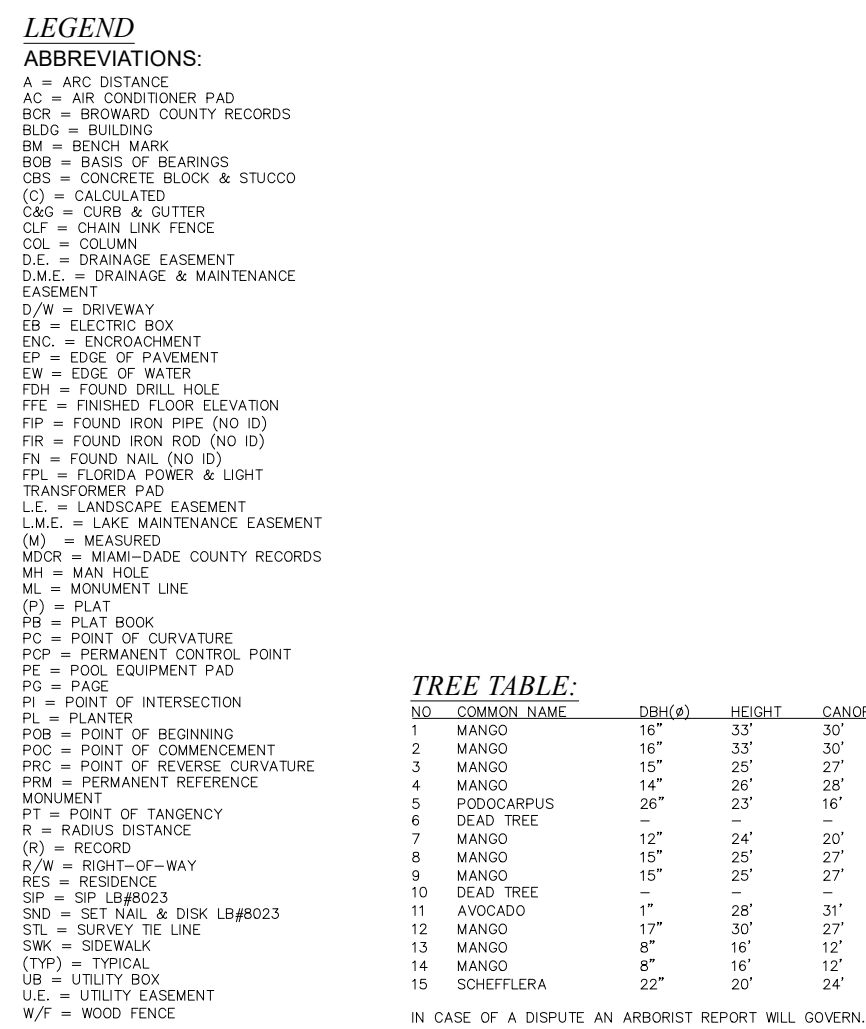 LEGEND
ABBREVIATIONS:
A = ARC DISTANCE
AC = AIR CONDITIONER PAD
BCR = BROWARD COUNTY RECORDS
BLDG = BUILDING
BM = BENCH MARK
BOB = BASIS OF BEARINGS
CBS = CONCRETE BLOCK & STUCCO
(C) = CALCULATED
C&G = CURB & GUTTER
CLF = CHAIN LINK FENCE
COL = COLUMN
D.E. = DRAINAGE EASEMENT
D.M.E. = DRAINAGE & MAINTENANCE
EASEMENT
D/W = DRIVEWAY
EB = ELECTRIC BOX
ENC. = ENCROACHMENT
EP = EDGE OF PAVEMENT
EW = EDGE OF WATER
FDH = FOUND DRILL HOLE
FFE = FINISHED FLOOR ELEVATION
FIP = FOUND IRON PIPE (NO ID)
FIR = FOUND IRON ROD (NO ID)
FN = FOUND NAIL (NO ID)
FPL = FLORIDA POWER & LIGHT
TRANSFORMER PAD
L.E. = LANDSCAPE EASEMENT
L.M.E. = LAKE MAINTENANCE EASEMENT
(M) = MEASURED
MDCR = MIAMI-DADE COUNTY RECORDS
MH = MAN HOLE
ML = MONUMENT LINE
(P) = PLAT
PB = PLAT BOOK
PC = POINT OF CURVATURE
PCP = PERMANENT CONTROL POINT
PE = POOL EQUIPMENT PAD
PG = PAGE
PI = POINT OF INTERSECTION
PL = PLANTER
POB = POINT OF BEGINNING
POC = POINT OF COMMENCEMENT
PRC = POINT OF REVERSE CURVATURE
PRM = PERMANENT REFERENCE
MONUMENT
PT = POINT OF TANGENCY
R = RADIUS DISTANCE
(R) = RECORD
R/W = RIGHT-OF-WAY
RES = RESIDENCE
SIP = SIP LB#8023
SND = SET NAIL & DISK LB#8023
STL = SURVEY TIE LINE
SWK = SIDEWALK
(TYP) = TYPICAL
UB = UTILITY BOX
U.E. = UTILITY EASEMENT
W/F = WOOD FENCE
TREE TABLE:
NO COMMON NAME DBH(ø) HEIGHT CANO
1 MANGO 16" 33' 30'
2 MANGO 16" 33' 30'
3 MANGO 15" 25' 27'
4 MANGO 14" 26' 28'
5 PODOCARPUS 26" 23' 16'
6 DEAD TREE – – –
7 MANGO 12" 24' 20'
8 MANGO 15" 25' 27'
9 MANGO 15" 25' 27'
10 DEAD TREE – – –
11 AVOCADO 1" 28' 31'
12 MANGO 17" 30' 27'
13 MANGO 8" 16' 12'
14 MANGO 8" 16' 12'
15 SCHEFFLERA 22" 20' 24'
IN CASE OF A DISPUTE AN ARBORIST REPORT WILL GOVERN.